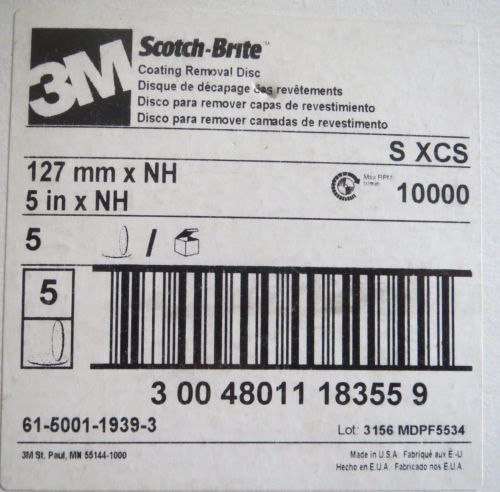 3M
Scotch-Brite™
Coating Removal Disc
Disque de décapage des revêtements
Disco para remover capas de revestimiento
Disco para remover camadas de revestimento
S XCS
127 mm x NH
5 in x NH
Max RPM
10000
5 /
5
3 00 48011 18355 9
61-5001-1939-3
Lot: 3156 MDPF5534
3M St. Paul, MN 55144-1000
Made in U.S.A. Fabriqué aux É.-U
Hecho en E.U.A. Fabricado nos E.U.A.